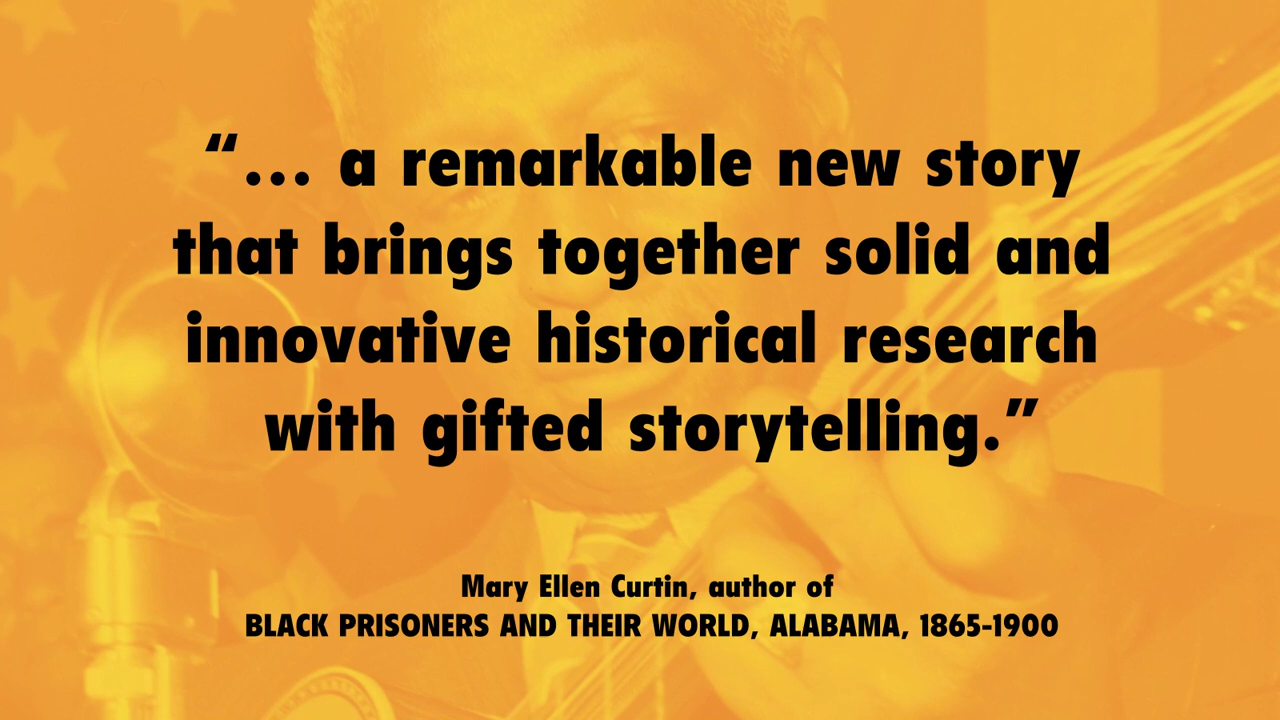 “... a remarkable new story
that brings together solid and
innovative historical research
with gifted storytelling.”
Mary Ellen Curtin, author of
BLACK PRISONERS AND THEIR WORLD, ALABAMA, 1865-1900